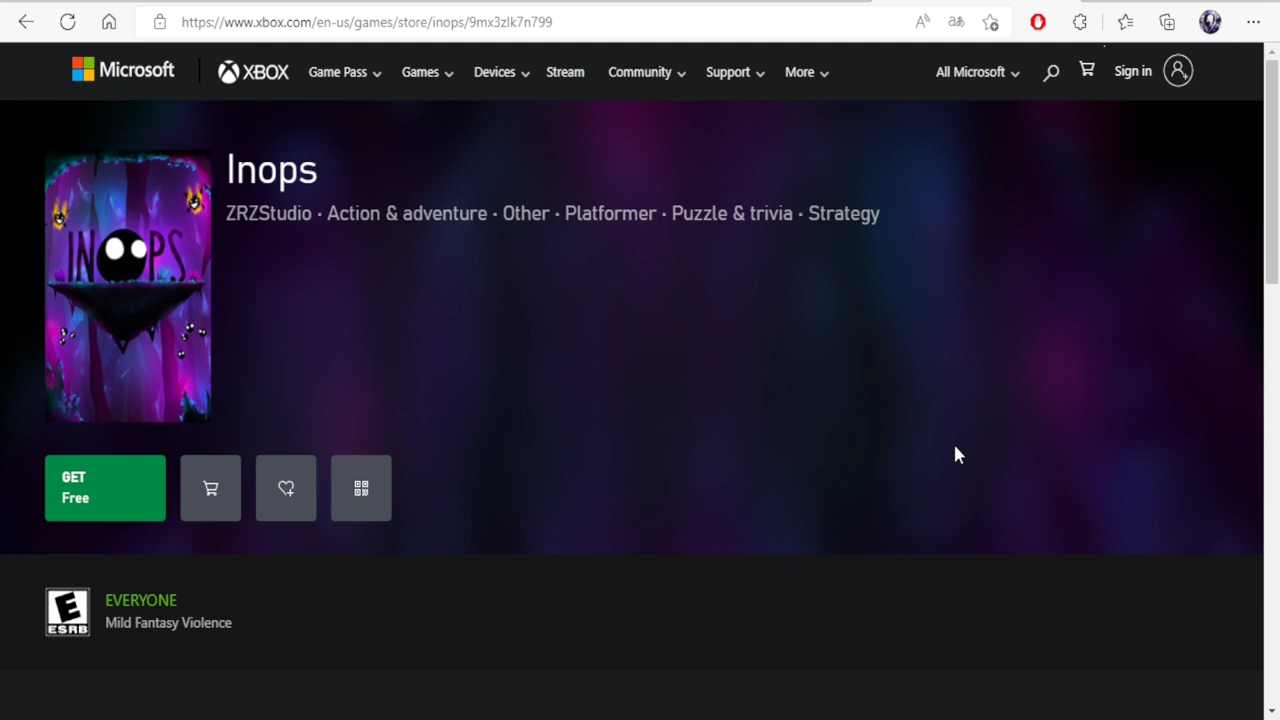 https://www.xbox.com/en-us/games/store/inops/9mx3zlk7n799
Microsoft XBOX Game Pass Games Devices Stream Community Support More All Microsoft Sign in
Inops
ZRZStudio · Action & adventure · Other · Platformer · Puzzle & trivia · Strategy
INOPS
GET
Free
E
ESRB
EVERYONE
Mild Fantasy Violence